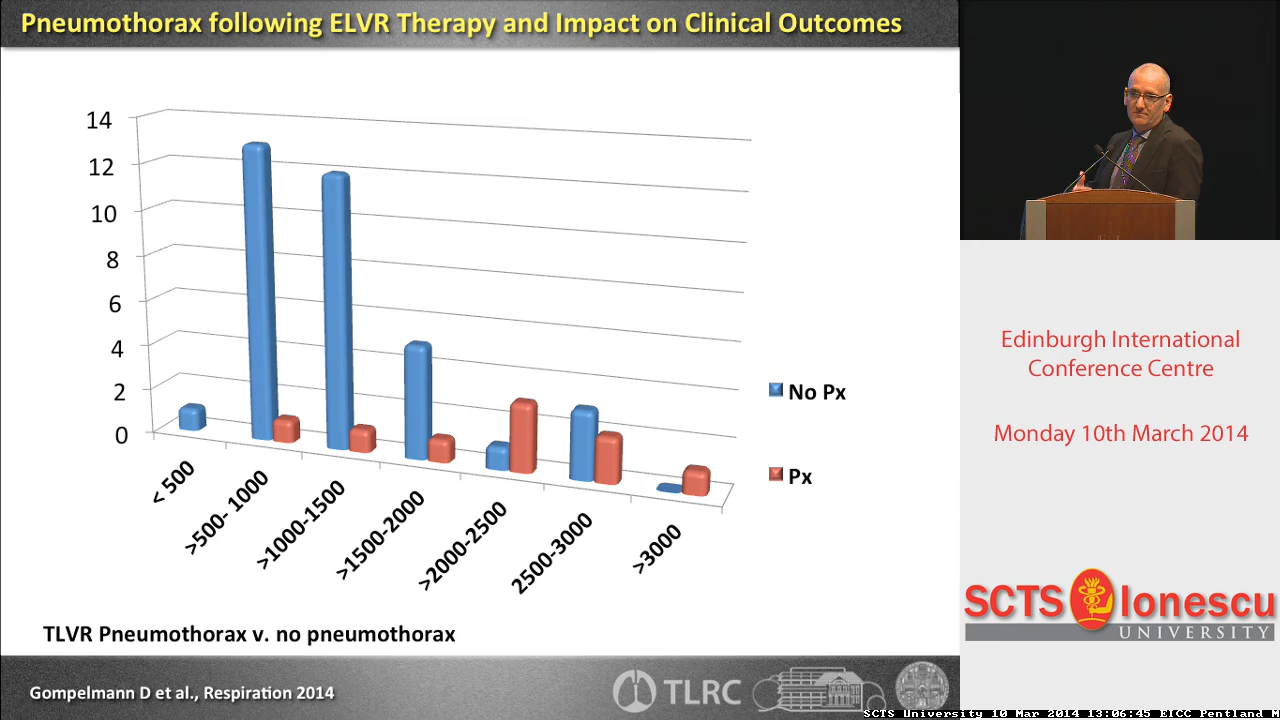 Pneumothorax following ELVR Therapy and Impact on Clinical Outcomes
14
12
10
8
6
4
2
0
< 500
>500- 1000
>1000-1500
>1500-2000
>2000-2500
2500-3000
>3000
No Px
Px
TLVR Pneumothorax v. no pneumothorax
Gompelmann D et al., Respiration 2014
TLRC
Edinburgh International
Conference Centre
Monday 10th March 2014
SCTS Ionescu
UNIVERSITY
SCTS University 10 Mar 2014 13:06:45 EICC Pentland M